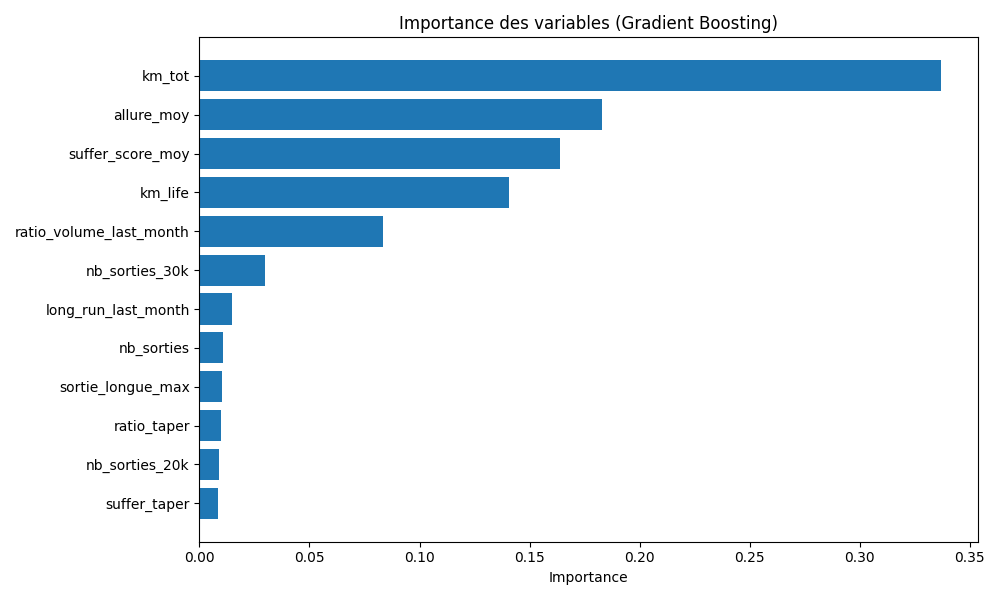 Importance des variables (Gradient Boosting)
km_tot
allure_moy
suffer_score_moy
km_life
ratio_volume_last_month
nb_sorties_30k
long_run_last_month
nb_sorties
sortie_longue_max
ratio_taper
nb_sorties_20k
suffer_taper
0.00 0.05 0.10 0.15 0.20 0.25 0.30 0.35
Importance